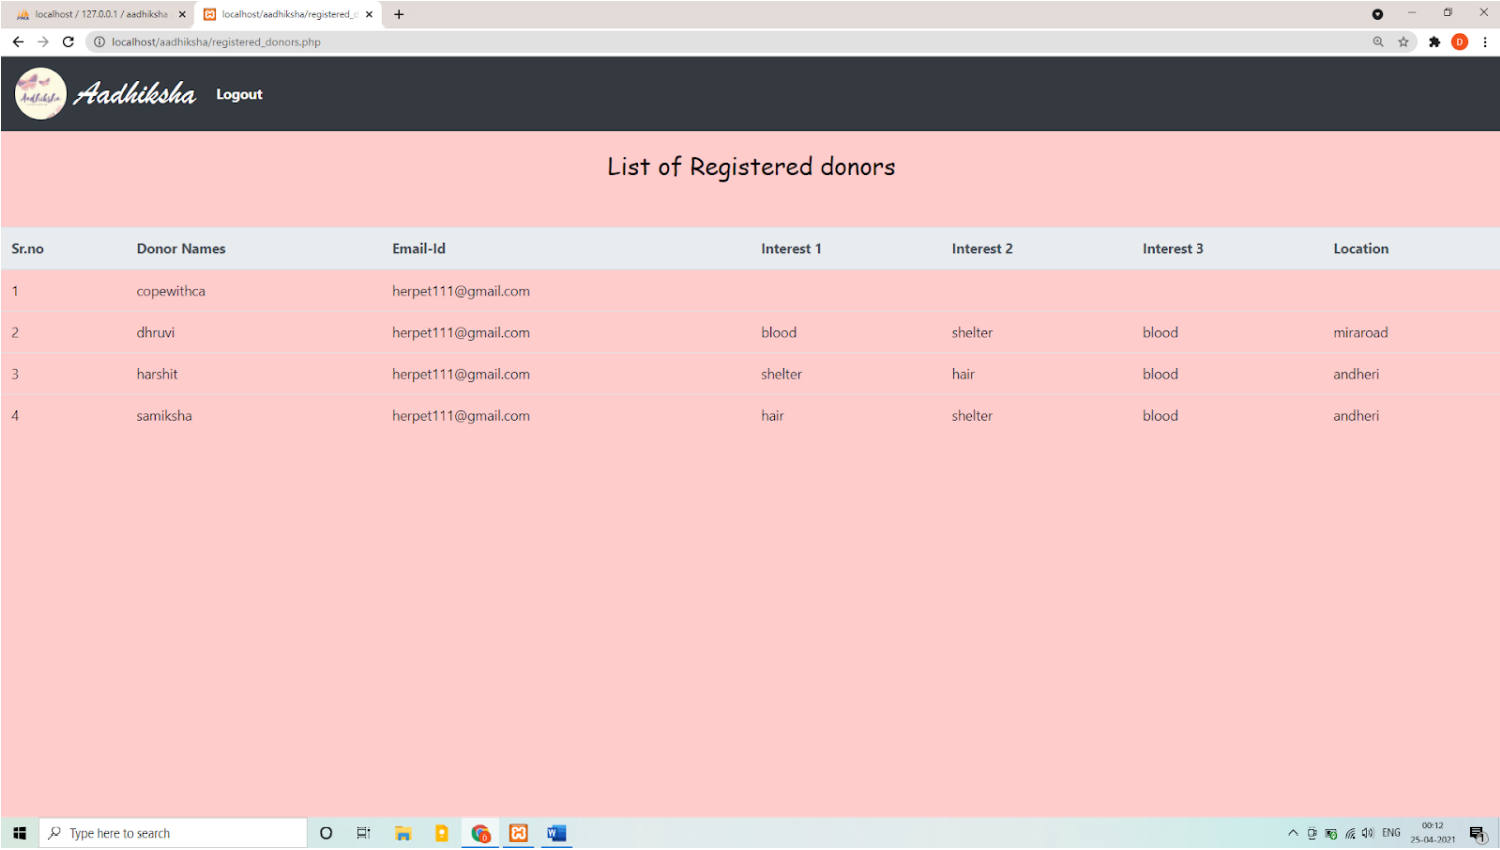 localhost / 127.0.0.1 / aadhiksha
localhost/aadhiksha/registered_d
localhost/aadhiksha/registered_donors.php
D
Aadhiksha Aadhiksha Logout
List of Registered donors
Sr.no Donor Names Email-Id Interest 1 Interest 2 Interest 3 Location
1 copewithca herpet111@gmail.com
2 dhruvi herpet111@gmail.com blood shelter blood miraroad
3 harshit herpet111@gmail.com shelter hair blood andheri
4 samiksha herpet111@gmail.com hair shelter blood andheri
Type here to search
ENG
00:12
25-04-2021
1